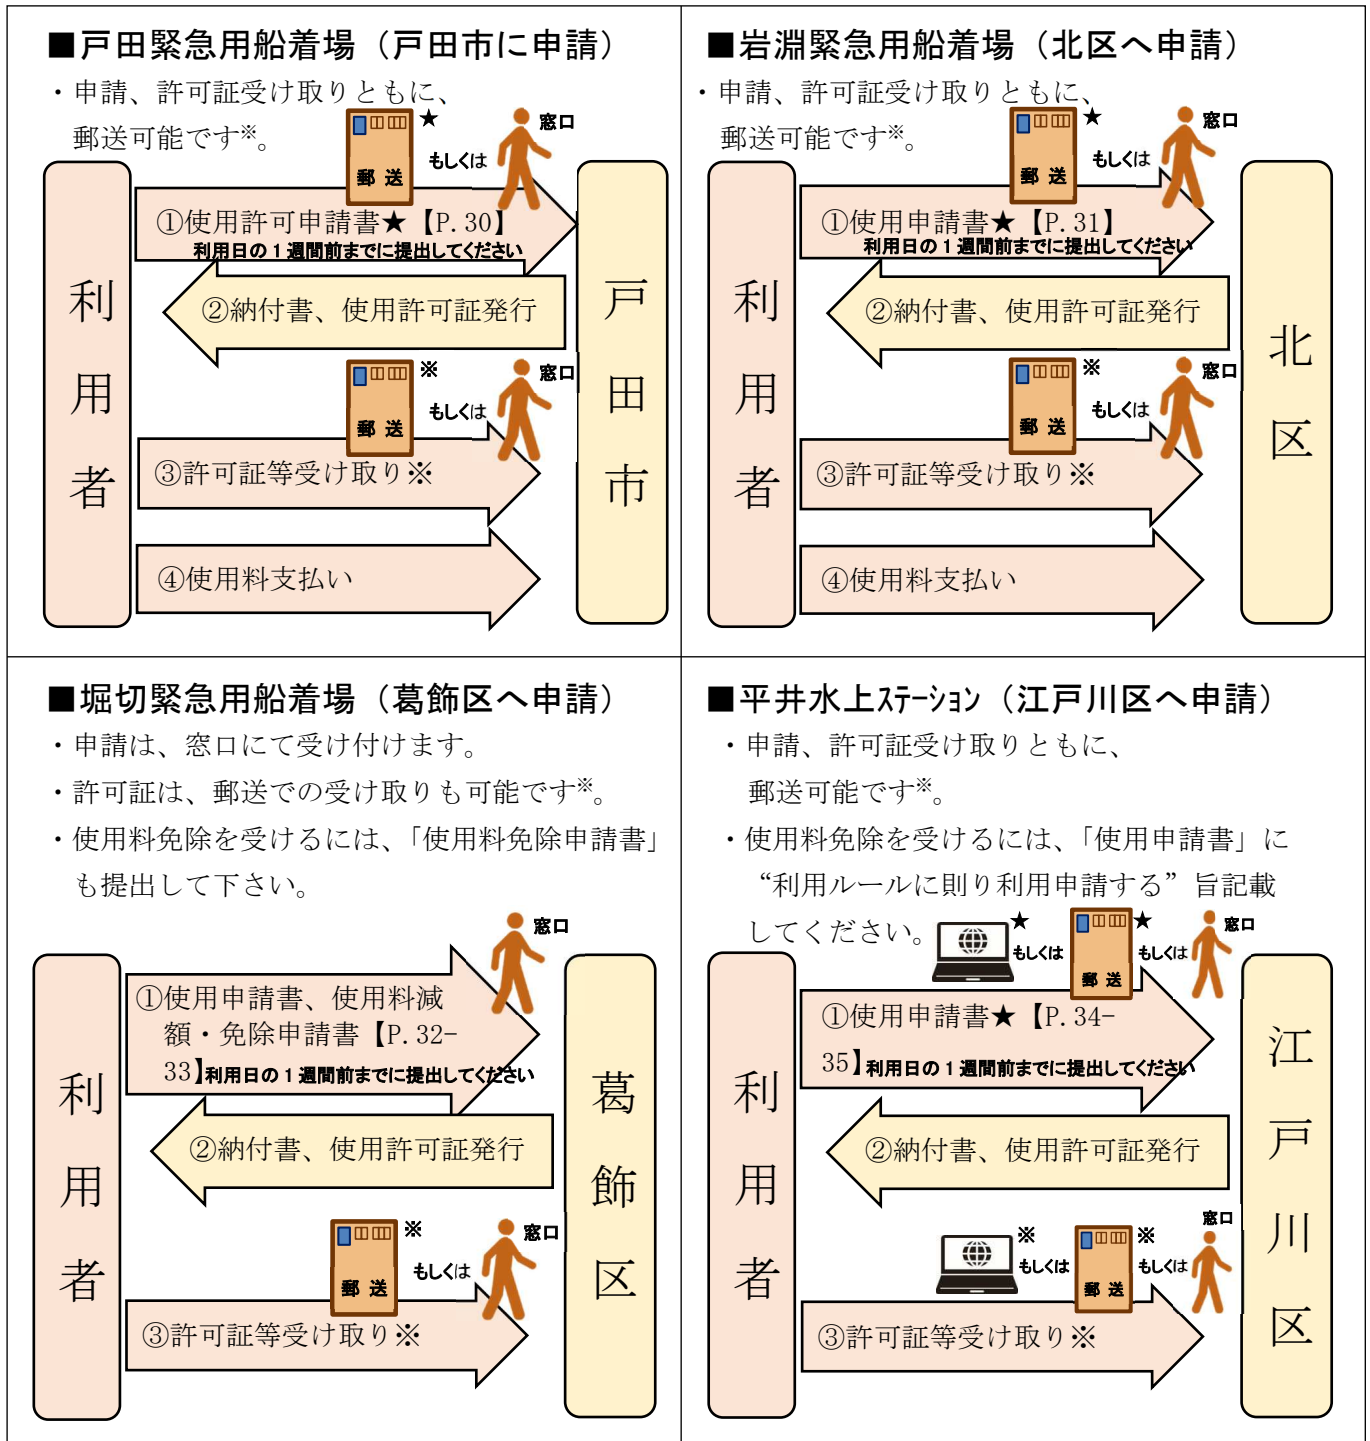 ■戸田緊急用船着場（戸田市に申請）
・申請、許可証受け取りともに、
郵送可能です※。
郵 送
★
もしくは
窓口
利用者
戸田市
①使用許可申請書★【P.30】
利用日の１週間前までに提出してください
②納付書、使用許可証発行
郵 送
※
もしくは
窓口
③許可証等受け取り※
④使用料支払い
■岩淵緊急用船着場（北区へ申請）
・申請、許可証受け取りともに、
郵送可能です※。
郵 送
★
もしくは
窓口
利用者
北区
①使用申請書★【P.31】
利用日の１週間前までに提出してください
②納付書、使用許可証発行
郵 送
※
もしくは
窓口
③許可証等受け取り※
④使用料支払い
■堀切緊急用船着場（葛飾区へ申請）
・申請は、窓口にて受け付けます。
・許可証は、郵送での受け取りも可能です※。
・使用料免除を受けるには、「使用料免除申請書」
も提出して下さい。
窓口
利用者
葛飾区
①使用申請書、使用料減
額・免除申請書【P.32-
33】利用日の１週間前までに提出してください
②納付書、使用許可証発行
郵 送
※
もしくは
窓口
③許可証等受け取り※
■平井水上ｽﾃｰｼｮﾝ（江戸川区へ申請）
・申請、許可証受け取りともに、
郵送可能です※。
・使用料免除を受けるには、「使用申請書」に
“利用ルールに則り利用申請する”旨記載
してください。
★
もしくは
郵 送
★
もしくは
窓口
利用者
江戸川区
①使用申請書★【P.34-
35】利用日の１週間前までに提出してください
②納付書、使用許可証発行
※
もしくは
郵 送
※
もしくは
窓口
③許可証等受け取り※